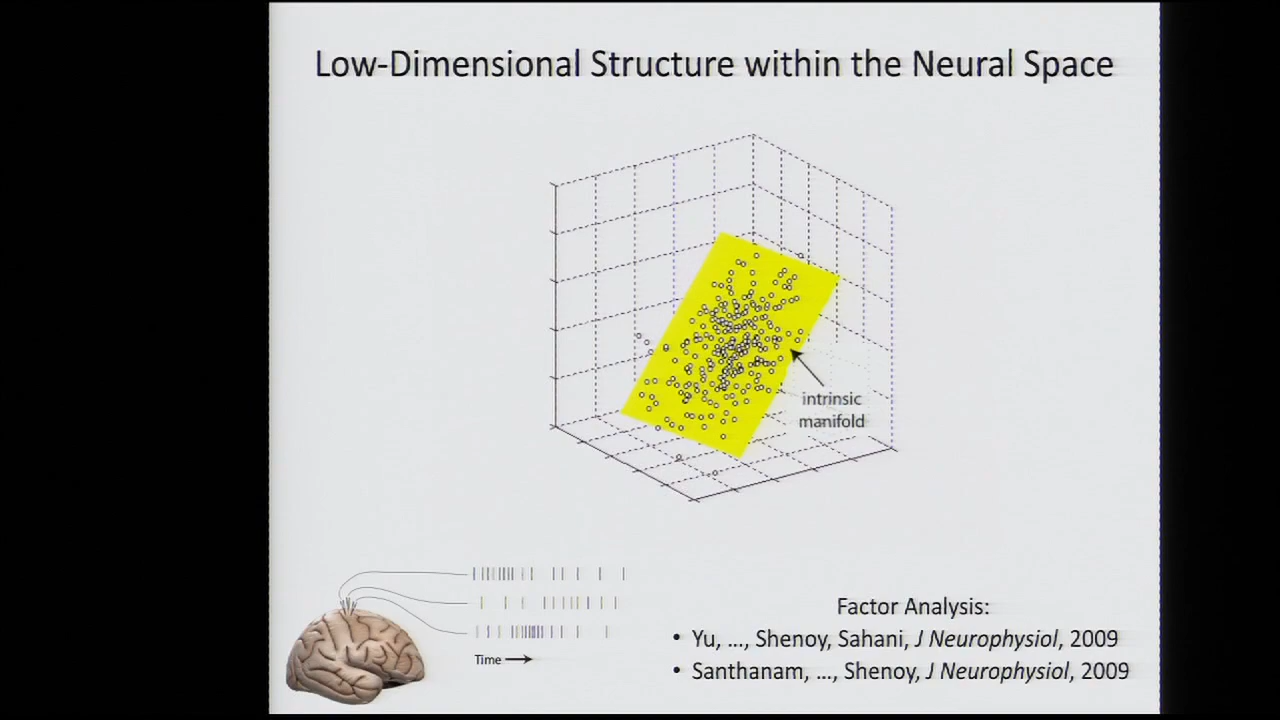 Low-Dimensional Structure within the Neural Space
intrinsic
manifold
Time
Factor Analysis:
• Yu, ..., Shenoy, Sahani, J Neurophysiol, 2009
• Santhanam, ..., Shenoy, J Neurophysiol, 2009